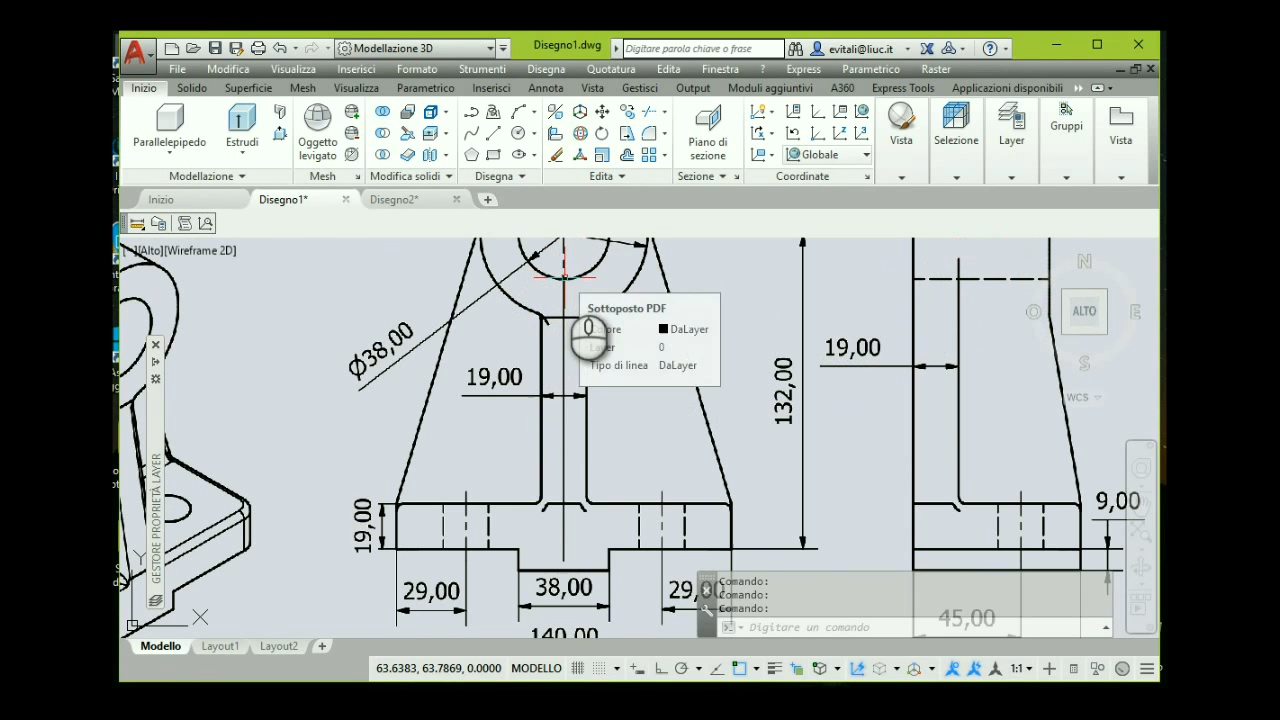 Modellazione 3D
Disegno1.dwg
Digitare parola chiave o frase
evitali@liuc.it
File Modifica Visualizza Inserisci Formato Strumenti Disegna Quotatura Edita Finestra ? Express Parametrico Raster
Inizio Solido Superficie Mesh Visualizza Parametrico Inserisci Annota Vista Gestisci Output Moduli aggiuntivi A360 Express Tools Applicazioni disponibili
Parallelepipedo
Estrudi
Oggetto
levigato
Piano di
sezione
Globale
Vista
Selezione
Layer
Gruppi
Vista
Modellazione Mesh Modifica solidi Disegna Edita Sezione Coordinate
Inizio Disegno1* Disegno2*
[−][Alto][Wireframe 2D]
N
O ALTO E
S
WCS
Sottoposto PDF
DaLayer
0
Tipo di linea DaLayer
Ø38,00
19,00
132,00
19,00
19,00
9,00
29,00
38,00
140,00
45,00
GESTORE PROPRIETÀ LAYER
Y
X
Comando:
Comando:
Comando:
Digitare un comando
Modello Layout1 Layout2
63.6383, 63.7869, 0.0000 MODELLO 1:1